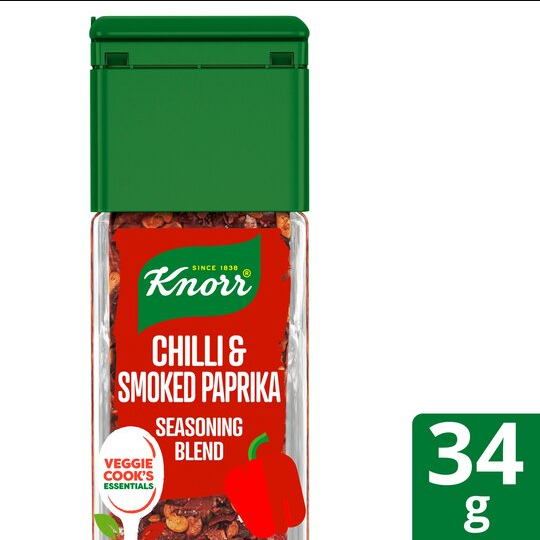 SINCE 1838
Knorr®
CHILLI &
SMOKED PAPRIKA
SEASONING
BLEND
VEGGIE
COOK'S
ESSENTIALS
34
g